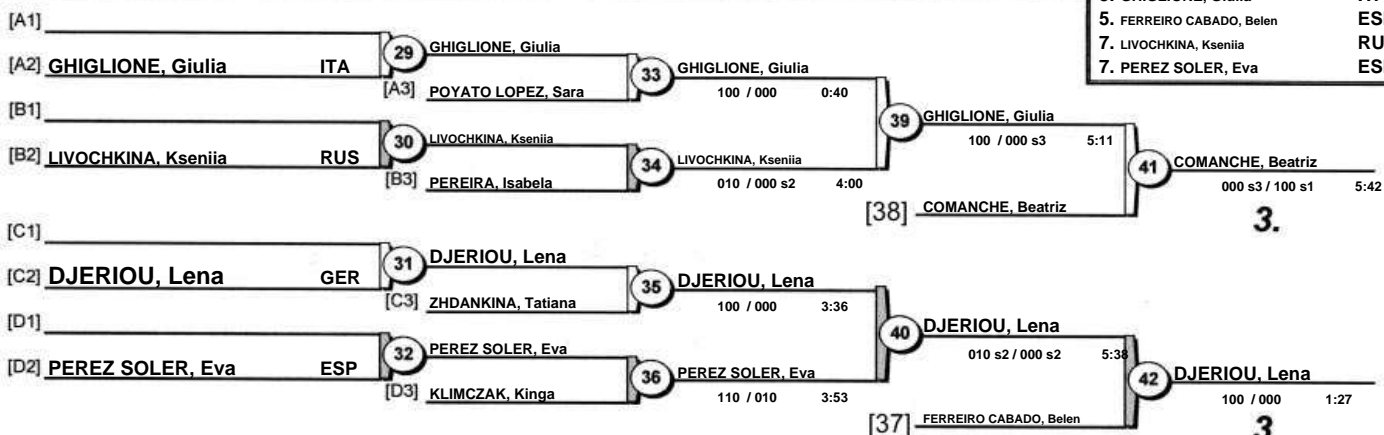 5. FERREIRO CABADO, Belen
7. LIVOCHKINA, Kseniia
7. PEREZ SOLER, Eva
[A1]
[A2] GHIGLIONE, Giulia ITA
29
GHIGLIONE, Giulia
[A3] POYATO LOPEZ, Sara
33
GHIGLIONE, Giulia
100 / 000 0:40
[B1]
[B2] LIVOCHKINA, Kseniia RUS
30
LIVOCHKINA, Kseniia
[B3] PEREIRA, Isabela
34
LIVOCHKINA, Kseniia
010 / 000 s2 4:00
39
GHIGLIONE, Giulia
100 / 000 s3 5:11
[38] COMANCHE, Beatriz
41
COMANCHE, Beatriz
000 s3 / 100 s1 5:42
3.
[C1]
[C2] DJERIOU, Lena GER
31
DJERIOU, Lena
[C3] ZHDANKINA, Tatiana
35
DJERIOU, Lena
100 / 000 3:36
[D1]
[D2] PEREZ SOLER, Eva ESP
32
PEREZ SOLER, Eva
[D3] KLIMCZAK, Kinga
36
PEREZ SOLER, Eva
110 / 010 3:53
40
DJERIOU, Lena
010 s2 / 000 s2 5:38
[37] FERREIRO CABADO, Belen
42
DJERIOU, Lena
100 / 000 1:27
3